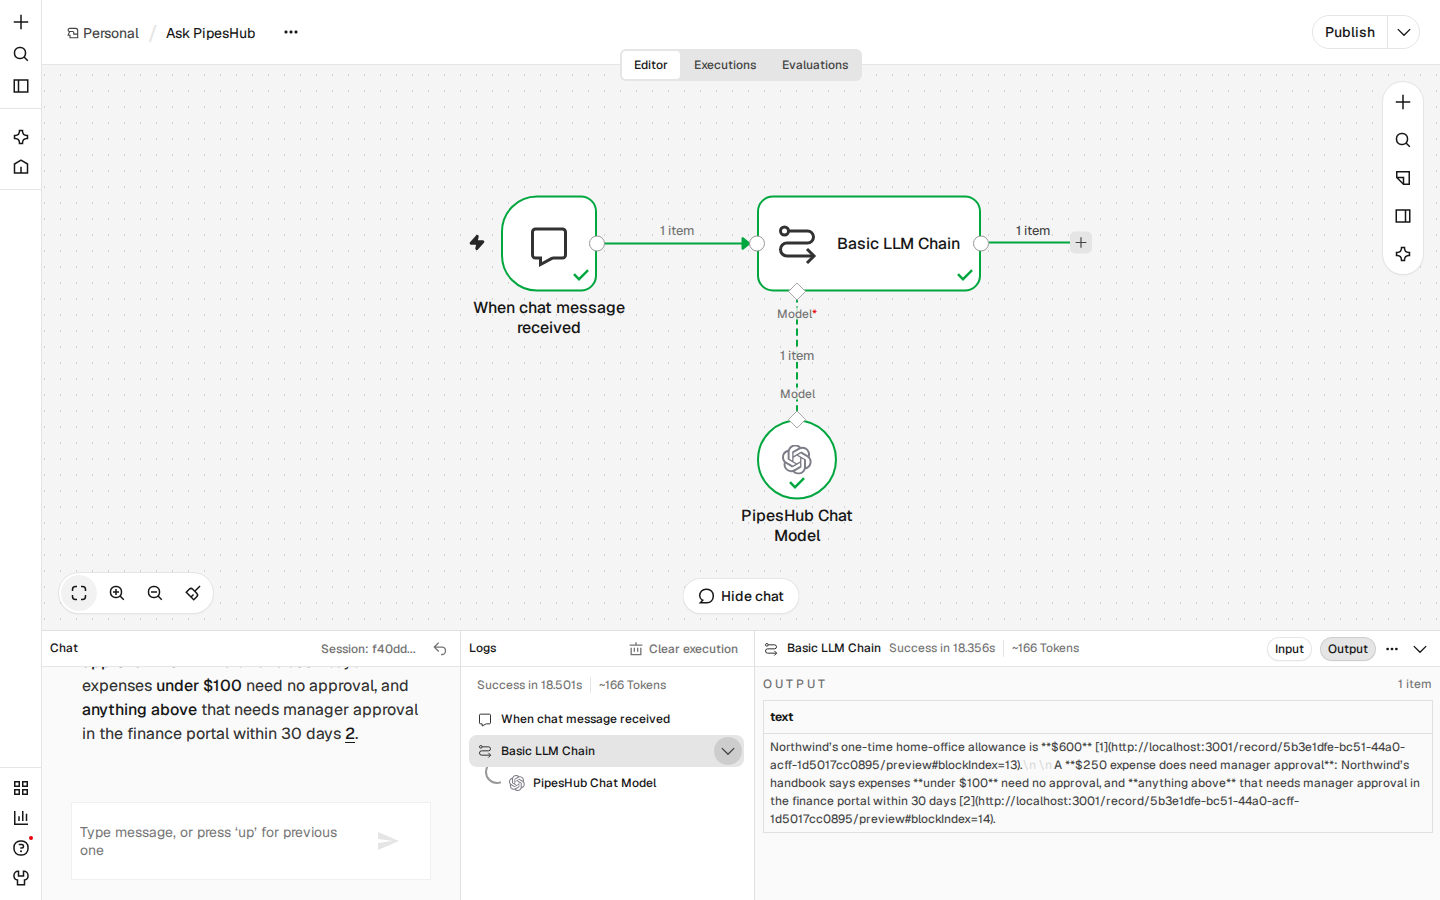 Personal / Ask PipesHub
Publish
Editor
Executions
Evaluations
1 item
Basic LLM Chain
1 item
When chat message
received
Model*
1 item
Model
PipesHub Chat
Model
Hide chat
Chat
Session: f40dd...
expenses under $100 need no approval, and
anything above that needs manager approval
in the finance portal within 30 days 2.
Type message, or press ‘up’ for previous
one
Logs
Clear execution
Success in 18.501s
~166 Tokens
When chat message received
Basic LLM Chain
PipesHub Chat Model
Basic LLM Chain
Success in 18.356s
~166 Tokens
Input
Output
OUTPUT
1 item
text
Northwind’s one-time home-office allowance is **$600** [1](http://localhost:3001/record/5b3e1dfe-bc51-44a0-
acff-1d5017cc0895/preview#blockIndex=13).\n \n A **$250 expense does need manager approval**: Northwind’s
handbook says expenses **under $100** need no approval, and **anything above** that needs manager approval in
the finance portal within 30 days [2](http://localhost:3001/record/5b3e1dfe-bc51-44a0-acff-
1d5017cc0895/preview#blockIndex=14).